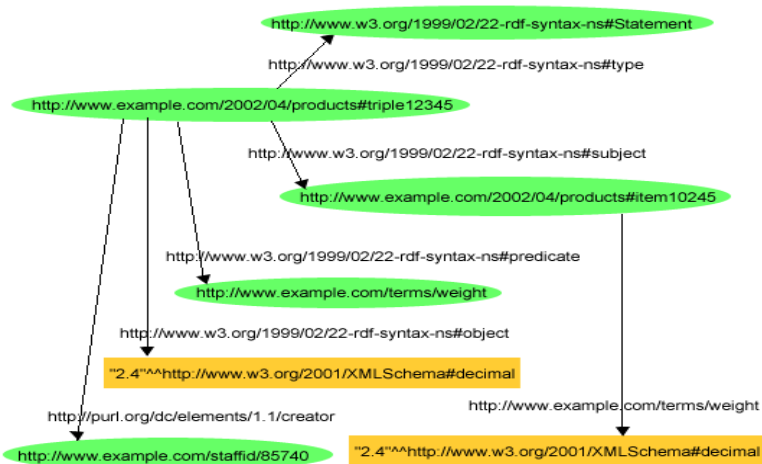 http://www.w3.org/1999/02/22-rdf-syntax-ns#Statement
http://www.w3.org/1999/02/22-rdf-syntax-ns#type
http://www.example.com/2002/04/products#triple12345
http://www.w3.org/1999/02/22-rdf-syntax-ns#subject
http://www.example.com/2002/04/products#item10245
http://www.w3.org/1999/02/22-rdf-syntax-ns#predicate
http://www.example.com/terms/weight
http://www.w3.org/1999/02/22-rdf-syntax-ns#object
"2.4"^^http://www.w3.org/2001/XMLSchema#decimal
http://www.example.com/terms/weight
http://purl.org/dc/elements/1.1/creator
http://www.example.com/staffid/85740
"2.4"^^http://www.w3.org/2001/XMLSchema#decimal